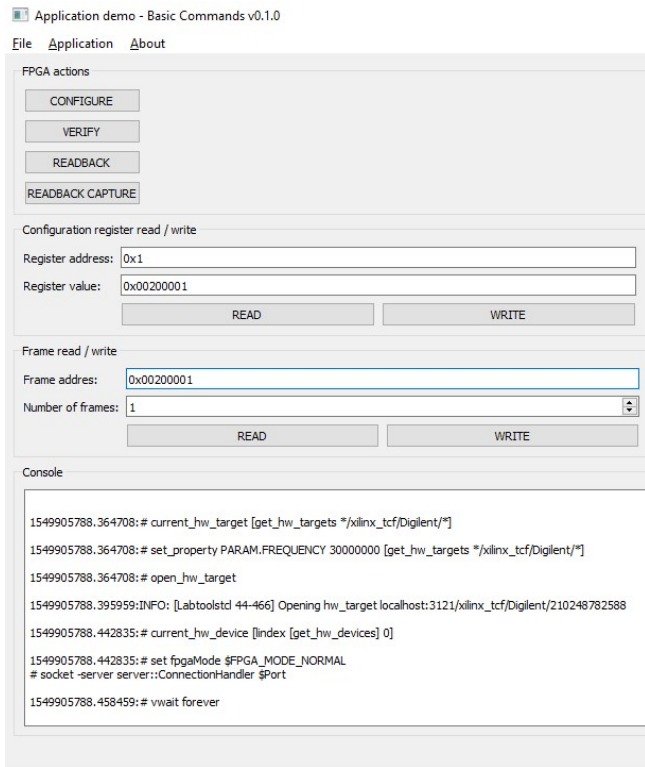 Application demo - Basic Commands v0.1.0
File Application About
FPGA actions
CONFIGURE
VERIFY
READBACK
READBACK CAPTURE
Configuration register read / write
Register address: 0x1
Register value: 0x00200001
READ WRITE
Frame read / write
Frame addres: 0x00200001
Number of frames: 1
READ WRITE
Console
1549905788.364708:# current_hw_target [get_hw_targets */xilinx_tcf/Digilent/*]
1549905788.364708:# set_property PARAM.FREQUENCY 30000000 [get_hw_targets */xilinx_tcf/Digilent/*]
1549905788.364708:# open_hw_target
1549905788.395959:INFO: [Labtoolstcl 44-466] Opening hw_target localhost:3121/xilinx_tcf/Digilent/210248782588
1549905788.442835:# current_hw_device [lindex [get_hw_devices] 0]
1549905788.442835:# set fpgaMode $FPGA_MODE_NORMAL
# socket -server server::ConnectionHandler $Port
1549905788.458459:# vwait forever